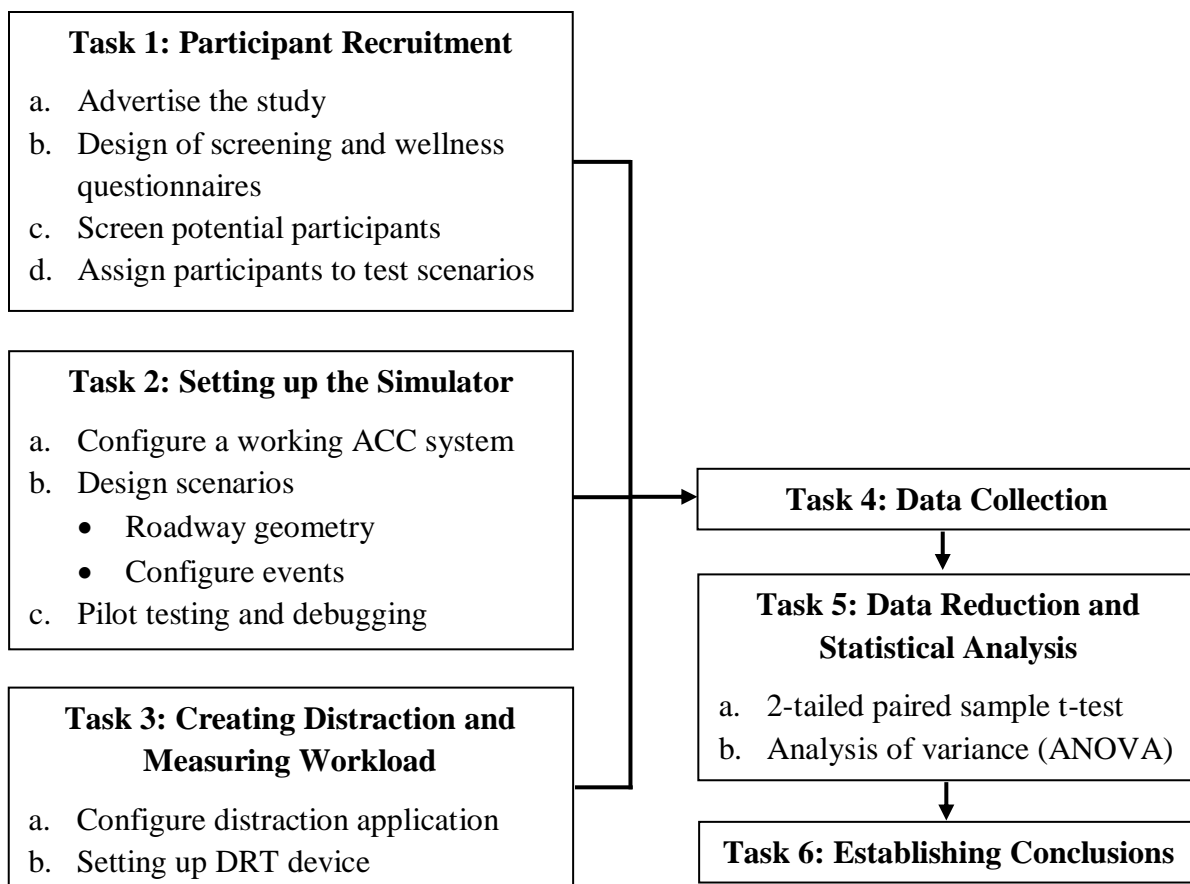 Task 1: Participant Recruitment
a. Advertise the study
b. Design of screening and wellness
questionnaires
c. Screen potential participants
d. Assign participants to test scenarios
Task 2: Setting up the Simulator
a. Configure a working ACC system
b. Design scenarios
• Roadway geometry
• Configure events
c. Pilot testing and debugging
Task 3: Creating Distraction and
Measuring Workload
a. Configure distraction application
b. Setting up DRT device
Task 4: Data Collection
Task 5: Data Reduction and
Statistical Analysis
a. 2-tailed paired sample t-test
b. Analysis of variance (ANOVA)
Task 6: Establishing Conclusions